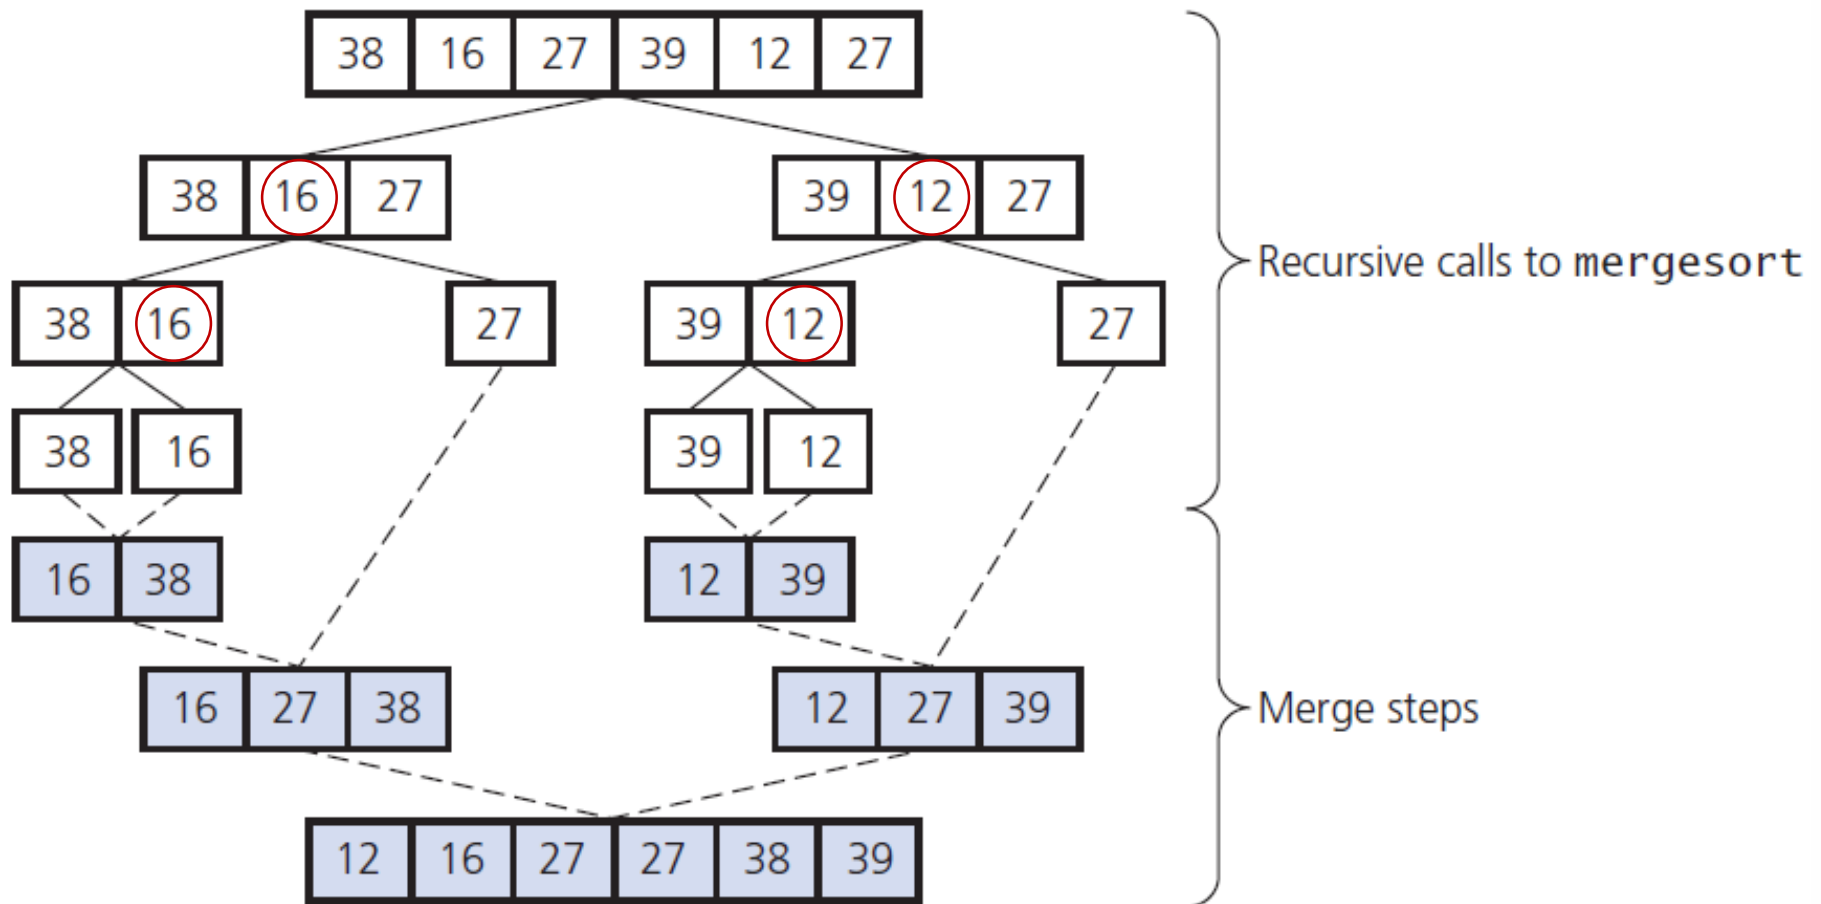 38 16 27 39 12 27
38 16 27 39 12 27
Recursive calls to mergesort
38 16 27 39 12 27
38 16 39 12
16 38 12 39
16 27 38 12 27 39
Merge steps
12 16 27 27 38 39